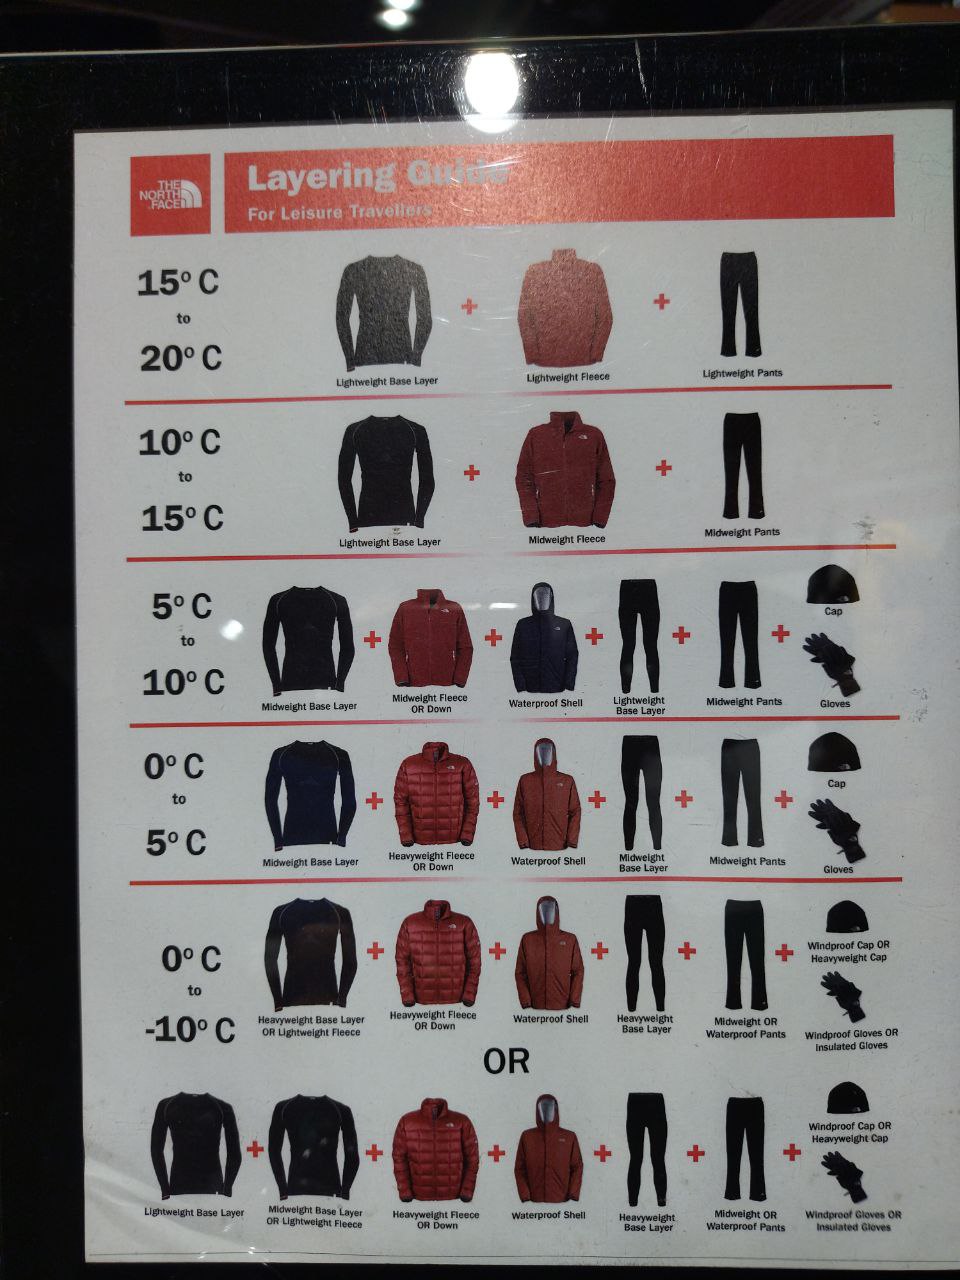 THE
NORTH
FACE
Layering Guide
For Leisure Travellers
15° C
to
20° C
+
+
Lightweight Base Layer
Lightweight Fleece
Lightweight Pants
10° C
to
15° C
+
+
Lightweight Base Layer
Midweight Fleece
Midweight Pants
5° C
to
10° C
+
+
+
+
+
Midweight Base Layer
Midweight Fleece
OR Down
Waterproof Shell
Lightweight
Base Layer
Midweight Pants
Cap
Gloves
0° C
to
5° C
+
+
+
+
+
Midweight Base Layer
Heavyweight Fleece
OR Down
Waterproof Shell
Midweight
Base Layer
Midweight Pants
Cap
Gloves
0° C
to
-10° C
+
+
+
+
+
Heavyweight Base Layer
OR Lightweight Fleece
Heavyweight Fleece
OR Down
Waterproof Shell
Heavyweight
Base Layer
Midweight OR
Waterproof Pants
Windproof Cap OR
Heavyweight Cap
Windproof Gloves OR
Insulated Gloves
OR
+
+
+
+
+
+
Lightweight Base Layer
Midweight Base Layer
OR Lightweight Fleece
Heavyweight Fleece
OR Down
Waterproof Shell
Heavyweight
Base Layer
Midweight OR
Waterproof Pants
Windproof Cap OR
Heavyweight Cap
Windproof Gloves OR
Insulated Gloves